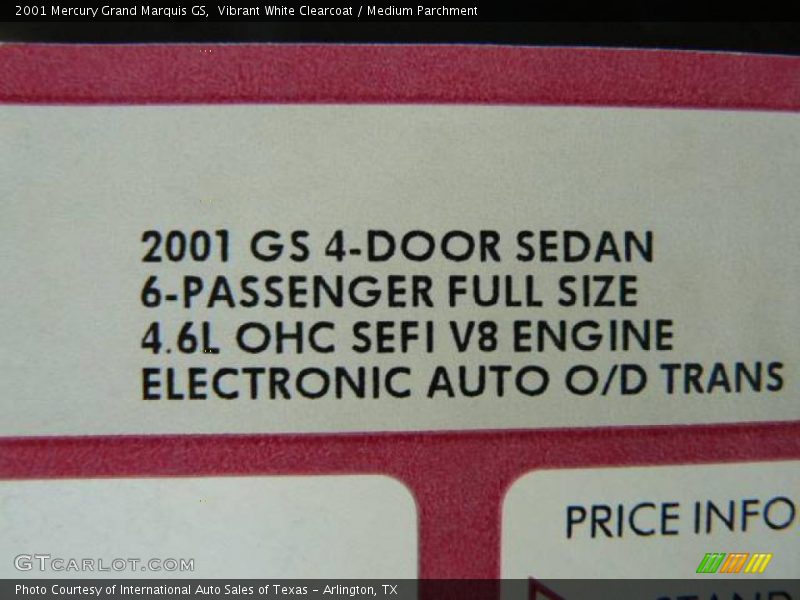 2001 Mercury Grand Marquis GS,  Vibrant White Clearcoat / Medium Parchment
2001 GS 4-DOOR SEDAN
6-PASSENGER FULL SIZE
4.6L OHC SEFI V8 ENGINE
ELECTRONIC AUTO O/D TRANS
PRICE INFO
GTCARLOT.COM
Photo Courtesy of International Auto Sales of Texas - Arlington, TX